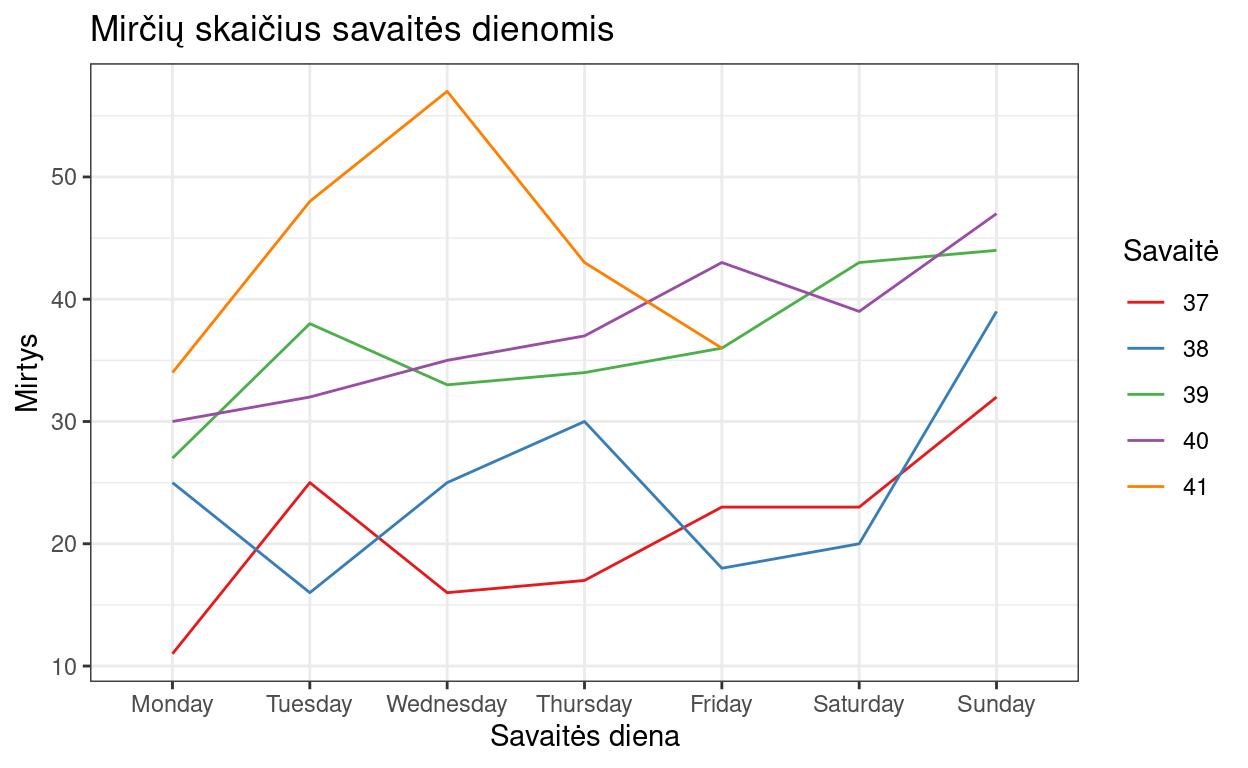 Mirčių skaičius savaitės dienomis
Mirtys
50
40
30
20
10
Monday Tuesday Wednesday Thursday Friday Saturday Sunday
Savaitės diena
Savaitė
37
38
39
40
41